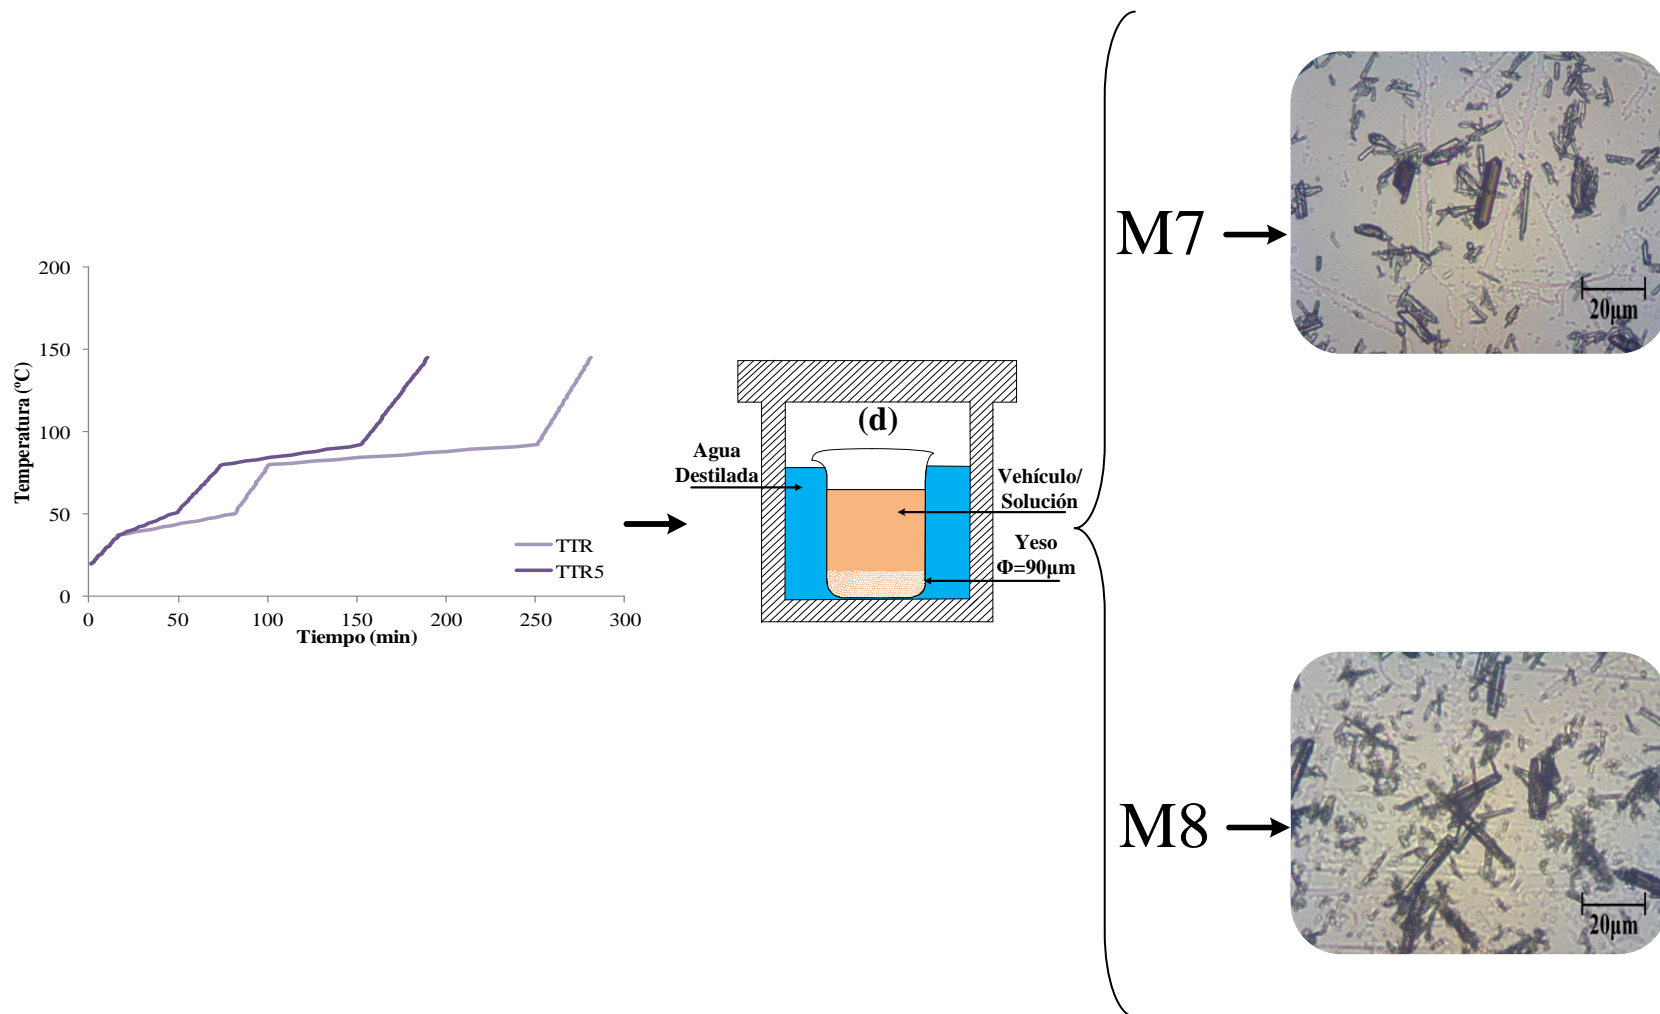 200
150
100
50
0
Temperatura (ºC)
0 50 100 150 200 250 300
Tiempo (min)
TTR
TTR5
(d)
Agua
Destilada
Vehículo/
Solución
Yeso
Φ=90μm
M7
20μm
M8
20μm